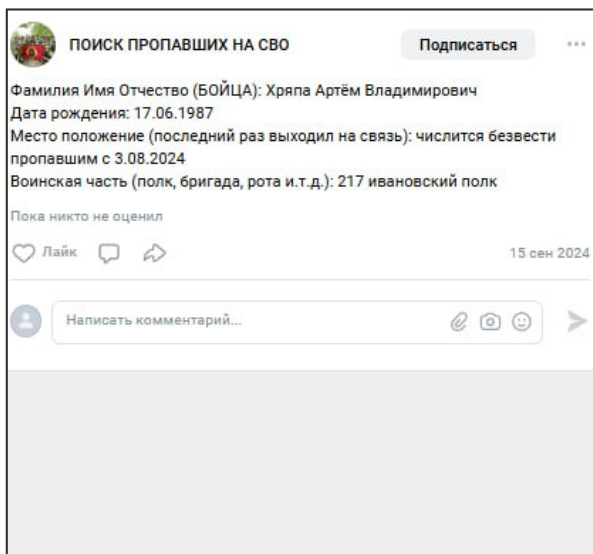 ПОИСК ПРОПАВШИХ НА СВО
Подписаться
Фамилия Имя Отчество (БОЙЦА): Хряпа Артём Владимирович
Дата рождения: 17.06.1987
Место положение (последний раз выходил на связь): числится безвести
пропавшим с 3.08.2024
Воинская часть (полк, бригада, рота и.т.д.): 217 ивановский полк
Пока никто не оценил
Лайк
15 сен 2024
Написать комментарий...